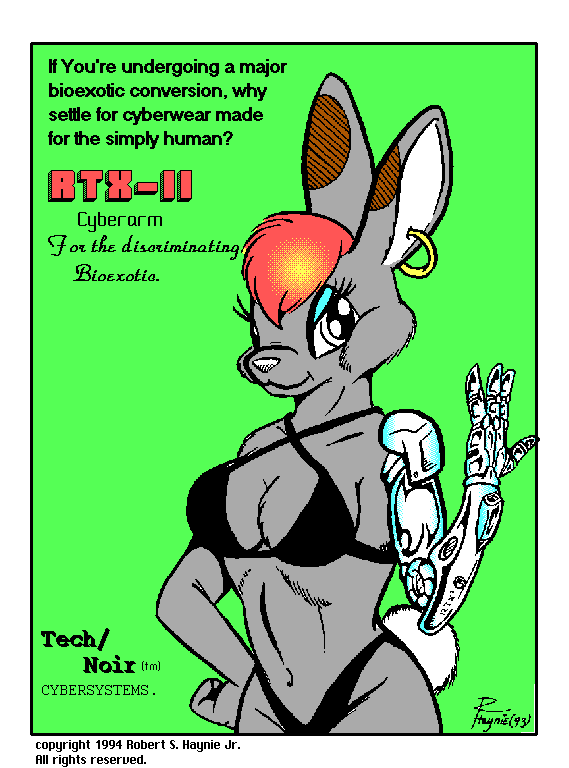 If You're undergoing a major
bioexotic conversion, why
settle for cyberwear made
for the simply human?
RTX-II
Cyberarm
For the discriminating
Bioexotic.
Tech/
Noir (tm)
CYBERSYSTEMS.
R. Haynie (93)
copyright 1994 Robert S. Haynie Jr.
All rights reserved.